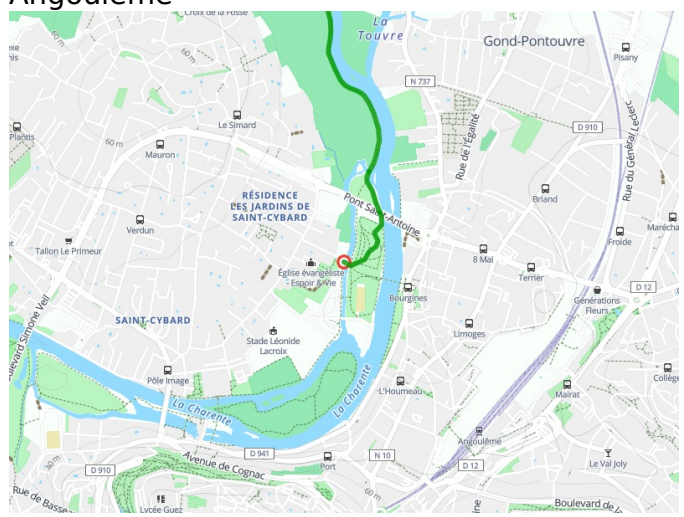 Angoulême
Croix de la Fosse
La
Touvre
Gond-Pontouvre
Pisany
60 m
N 737
D 910
Plantis
Le Simard
60 m
Mauron
Rue de l'Égalité
Rue du Général Leclerc
RÉSIDENCE
LES JARDINS DE
SAINT-CYBARD
Briand
Pont Saint-Antoine
Verdun
Tallon Le Primeur
8 Mai
Froide
Église évangéliste
Espoir & Vie
Terrier
D 12
Bourgines
Générations
Fleurs
SAINT-CYBARD
Limoges
Stade Léonide
Lacroix
Pôle Image
L'Houmeau
Mairat
La Charente
La Charente
Angoulême
Le Val Joly
D 941
Port
N 10
D 12
D 910
Avenue de Cognac
30 m
60 m
Lycée Guez